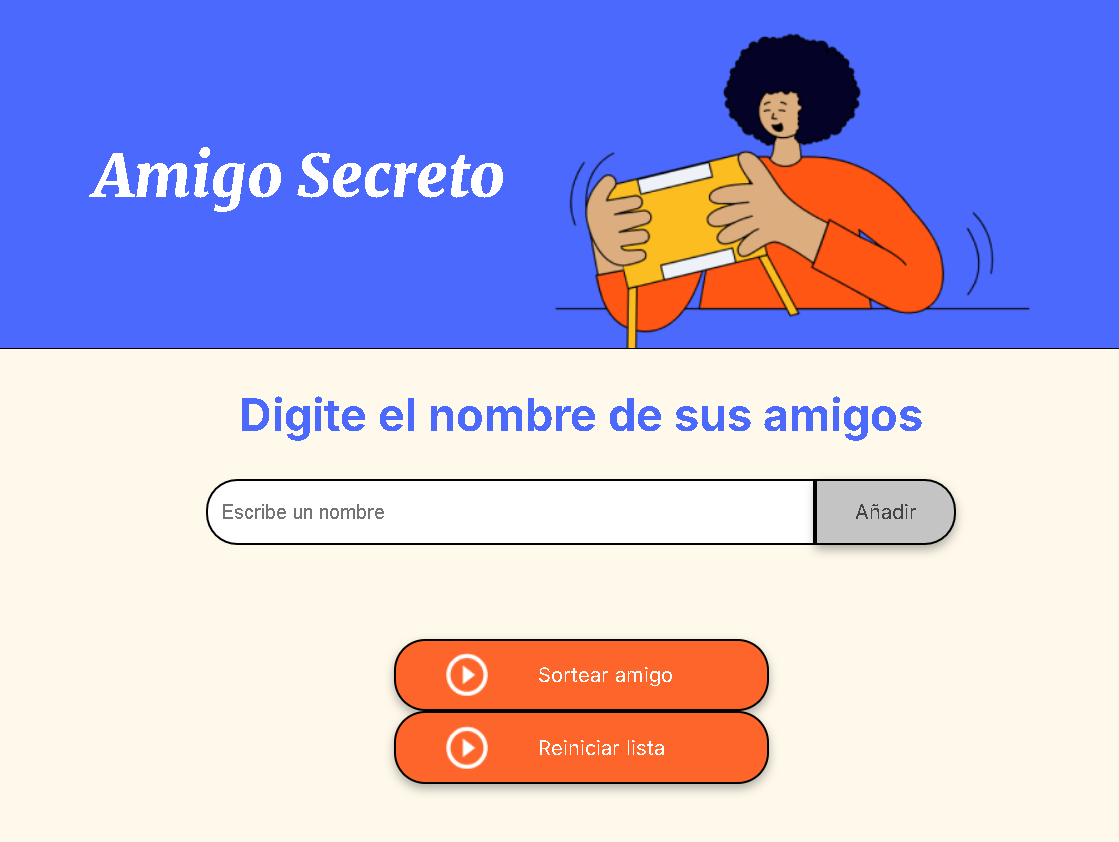 Amigo Secreto
Digite el nombre de sus amigos
Escribe un nombre
Añadir
Sortear amigo
Reiniciar lista